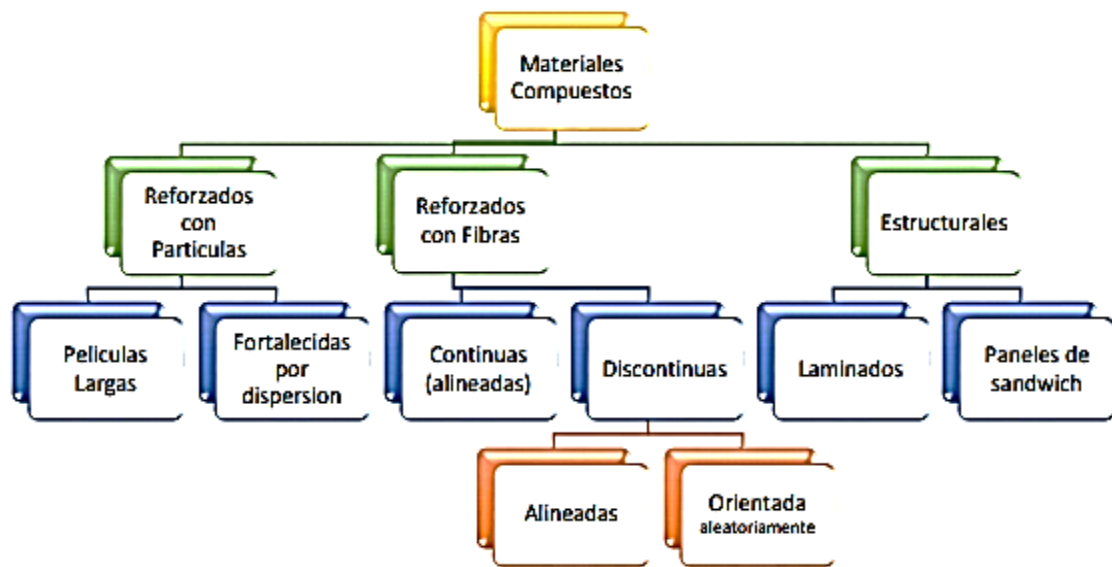 Materiales
Compuestos
Reforzados
con
Particulas
Reforzados
con Fibras
Estructurales
Peliculas
Largas
Fortalecidas
por
dispersion
Continuas
(alineadas)
Discontinuas
Laminados
Paneles de
sandwich
Alineadas
Orientada
aleatoriamente